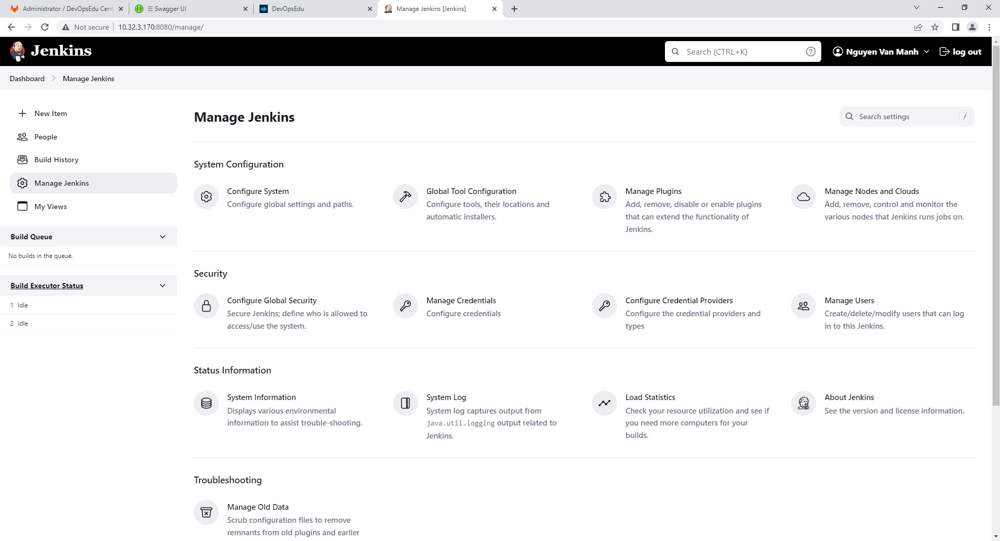 Administrator / DevOpsEdu Cent
Swagger UI
DevOpsEdu
Manage Jenkins [Jenkins]
Not secure
10.32.3.170:8080/manage/
Jenkins
Search (CTRL+K)
Nguyen Van Manh
log out
Dashboard
Manage Jenkins
New Item
People
Build History
Manage Jenkins
My Views
Build Queue
No builds in the queue.
Build Executor Status
1 Idle
2 Idle
Manage Jenkins
Search settings
/
System Configuration
Configure System
Configure global settings and paths.
Global Tool Configuration
Configure tools, their locations and
automatic installers.
Manage Plugins
Add, remove, disable or enable plugins
that can extend the functionality of
Jenkins.
Manage Nodes and Clouds
Add, remove, control and monitor the
various nodes that Jenkins runs jobs on.
Security
Configure Global Security
Secure Jenkins; define who is allowed to
access/use the system.
Manage Credentials
Configure credentials
Configure Credential Providers
Configure the credential providers and
types
Manage Users
Create/delete/modify users that can log
in to this Jenkins.
Status Information
System Information
Displays various environmental
information to assist trouble-shooting.
System Log
System log captures output from
java.util.logging output related to
Jenkins.
Load Statistics
Check your resource utilization and see if
you need more computers for your
builds.
About Jenkins
See the version and license information.
Troubleshooting
Manage Old Data
Scrub configuration files to remove
remnants from old plugins and earlier